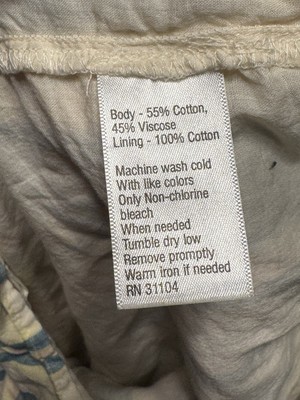 Body - 55% Cotton,
45% Viscose
Lining - 100% Cotton
Machine wash cold
With like colors
Only Non-chlorine
bleach
When needed
Tumble dry low
Remove promptly
Warm iron if needed
RN 31104